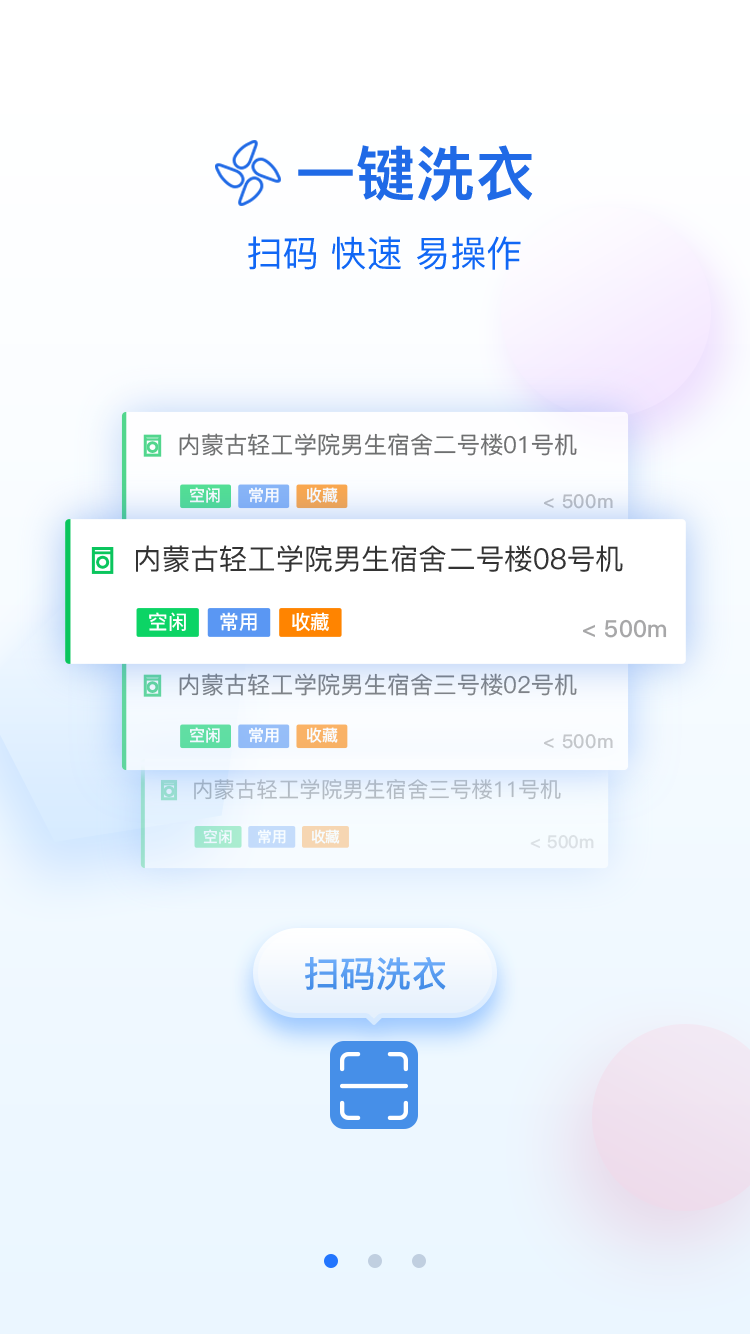 一键洗衣
扫码 快速 易操作
内蒙古轻工学院男生宿舍二号楼01号机
空闲 常用 收藏 < 500m
内蒙古轻工学院男生宿舍二号楼08号机
空闲 常用 收藏 < 500m
内蒙古轻工学院男生宿舍三号楼02号机
空闲 常用 收藏 < 500m
内蒙古轻工学院男生宿舍三号楼11号机
空闲 常用 收藏 < 500m
扫码洗衣